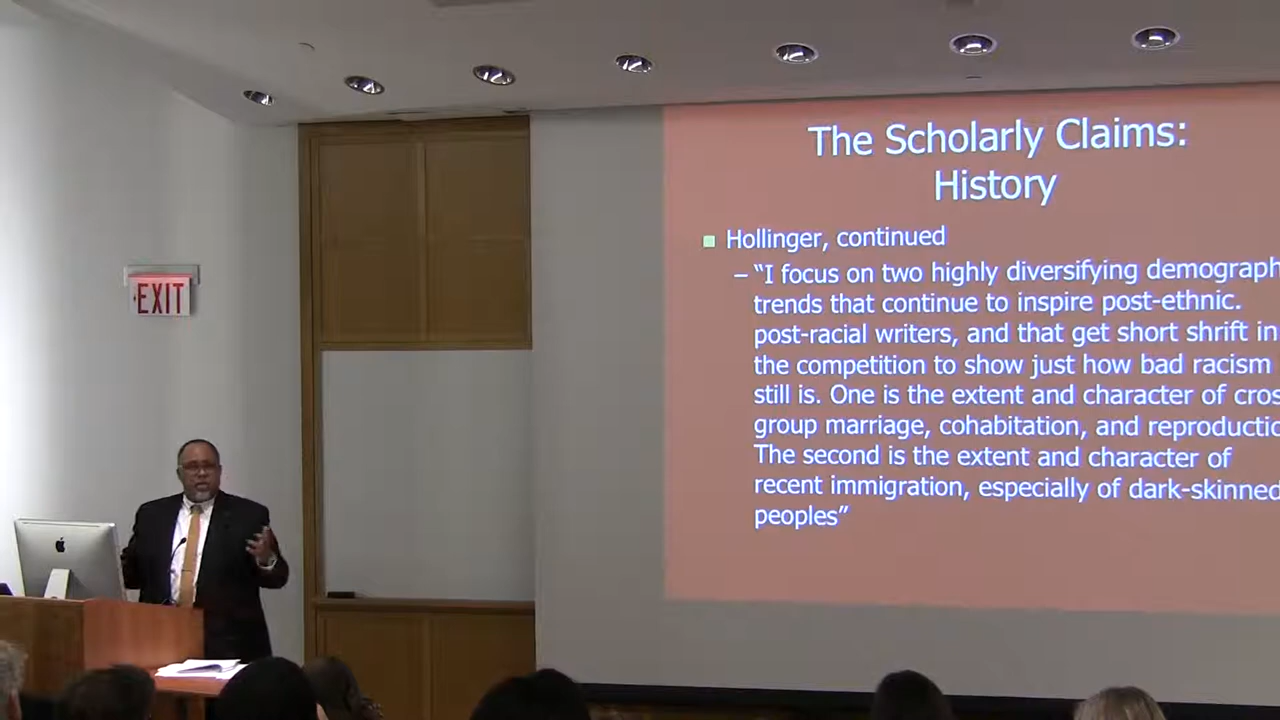 The Scholarly Claims:
History
Hollinger, continued
– “I focus on two highly diversifying demograph
trends that continue to inspire post-ethnic.
post-racial writers, and that get short shrift in
the competition to show just how bad racism
still is. One is the extent and character of cros
group marriage, cohabitation, and reproductio
The second is the extent and character of
recent immigration, especially of dark-skinned
peoples”
EXIT